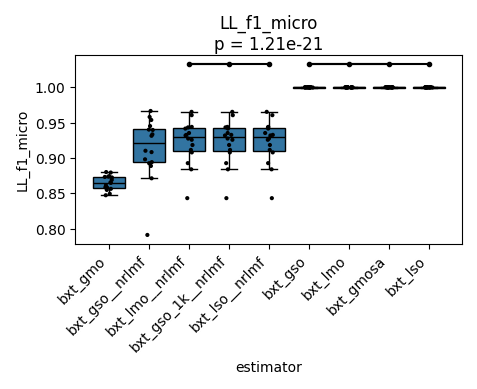 LL_f1_micro
p = 1.21e-21
LL_f1_micro
1.00
0.95
0.90
0.85
0.80
bxt_gmo
bxt_gso__nrlmf
bxt_lmo__nrlmf
bxt_gso_1k__nrlmf
bxt_lso__nrlmf
bxt_gso
bxt_lmo
bxt_gmosa
bxt_lso
estimator